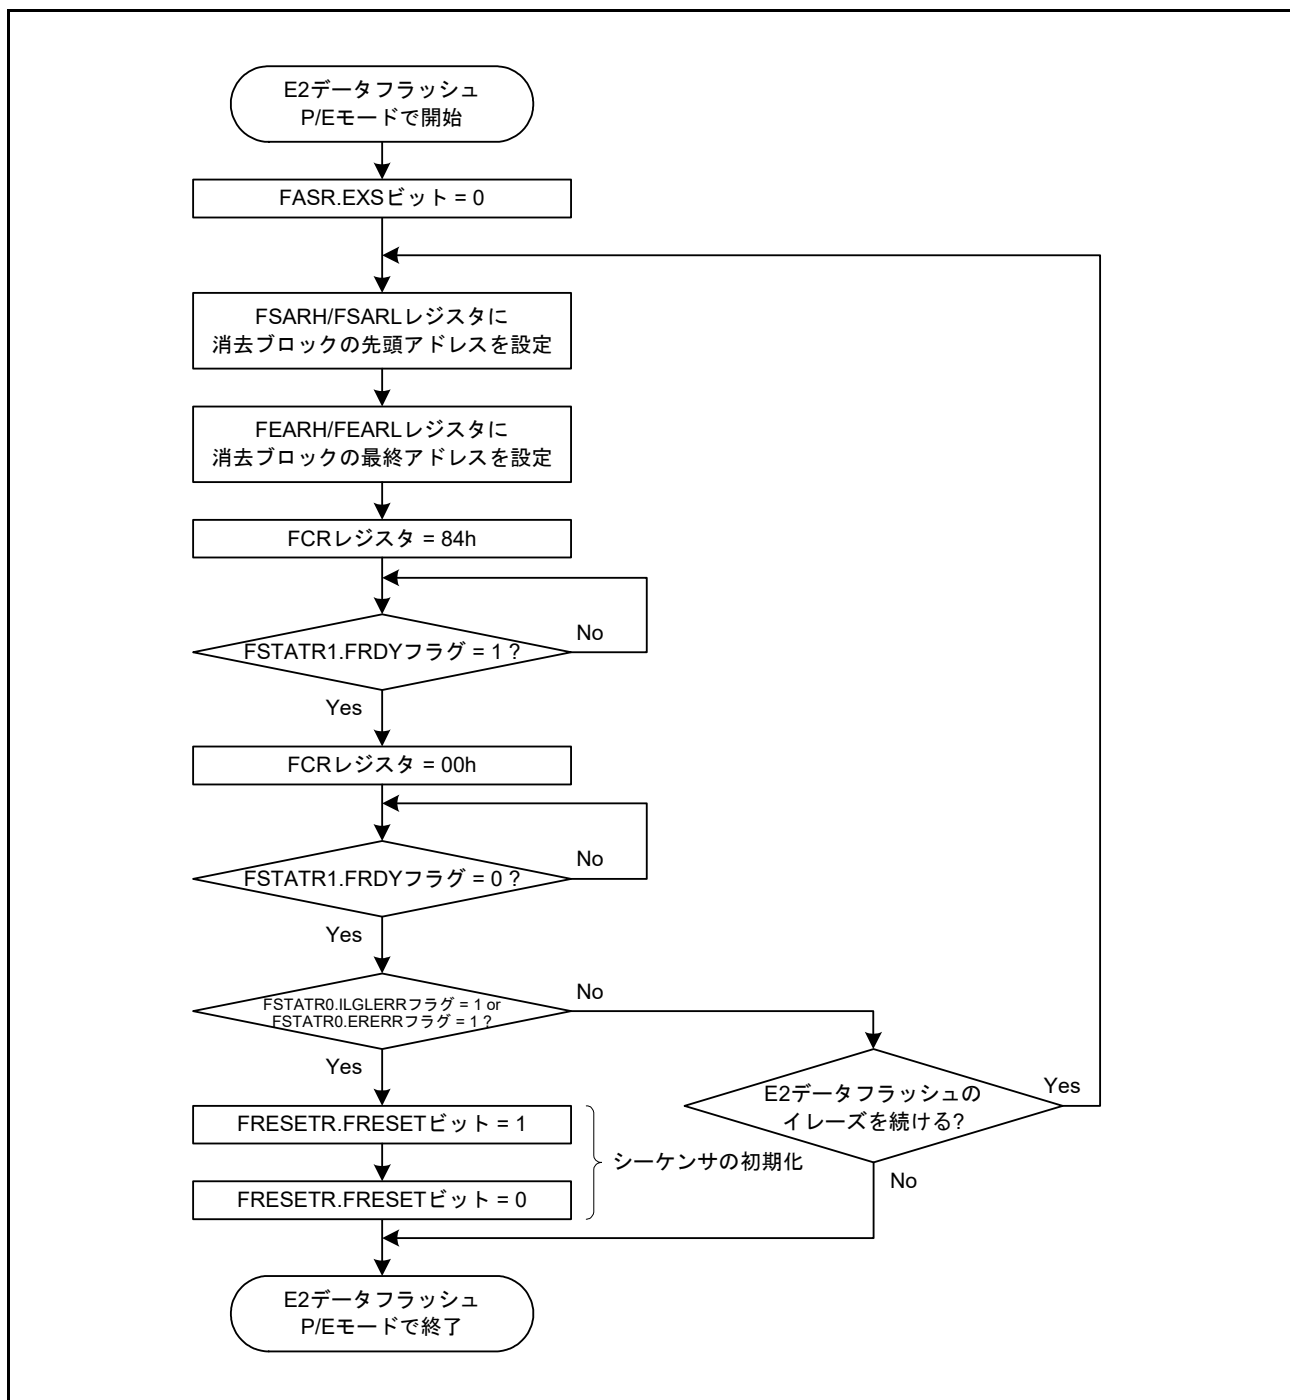 E2データフラッシュ
P/Eモードで開始
FASR.EXSビット = 0
FSARH/FSARLレジスタに
消去ブロックの先頭アドレスを設定
FEARH/FEARLレジスタに
消去ブロックの最終アドレスを設定
FCRレジスタ = 84h
No
FSTATR1.FRDYフラグ = 1 ?
Yes
FCRレジスタ = 00h
No
FSTATR1.FRDYフラグ = 0 ?
Yes
No
FSTATR0.ILGLERRフラグ = 1 or
FSTATR0.ERERRフラグ = 1 ?
Yes
E2データフラッシュの
イレーズを続ける?
Yes
No
FRESETR.FRESETビット = 1
シーケンサの初期化
FRESETR.FRESETビット = 0
E2データフラッシュ
P/Eモードで終了